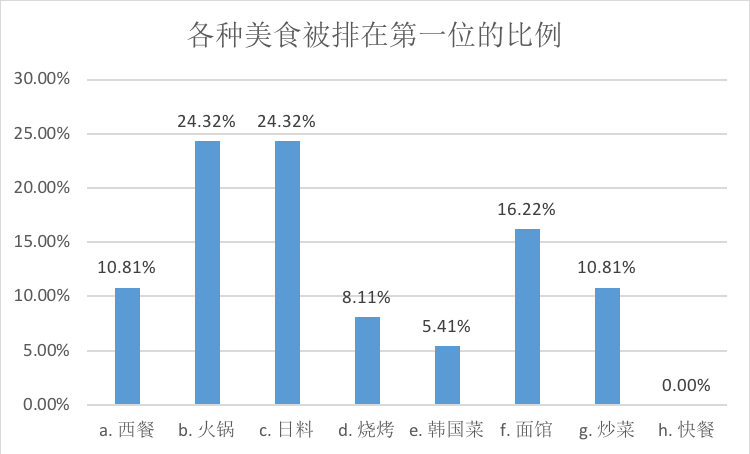 各种美食被排在第一位的比例
30.00%
25.00%
20.00%
15.00%
10.00%
5.00%
0.00%
10.81%
24.32%
24.32%
8.11%
5.41%
16.22%
10.81%
0.00%
a. 西餐
b. 火锅
c. 日料
d. 烧烤
e. 韩国菜
f. 面馆
g. 炒菜
h. 快餐